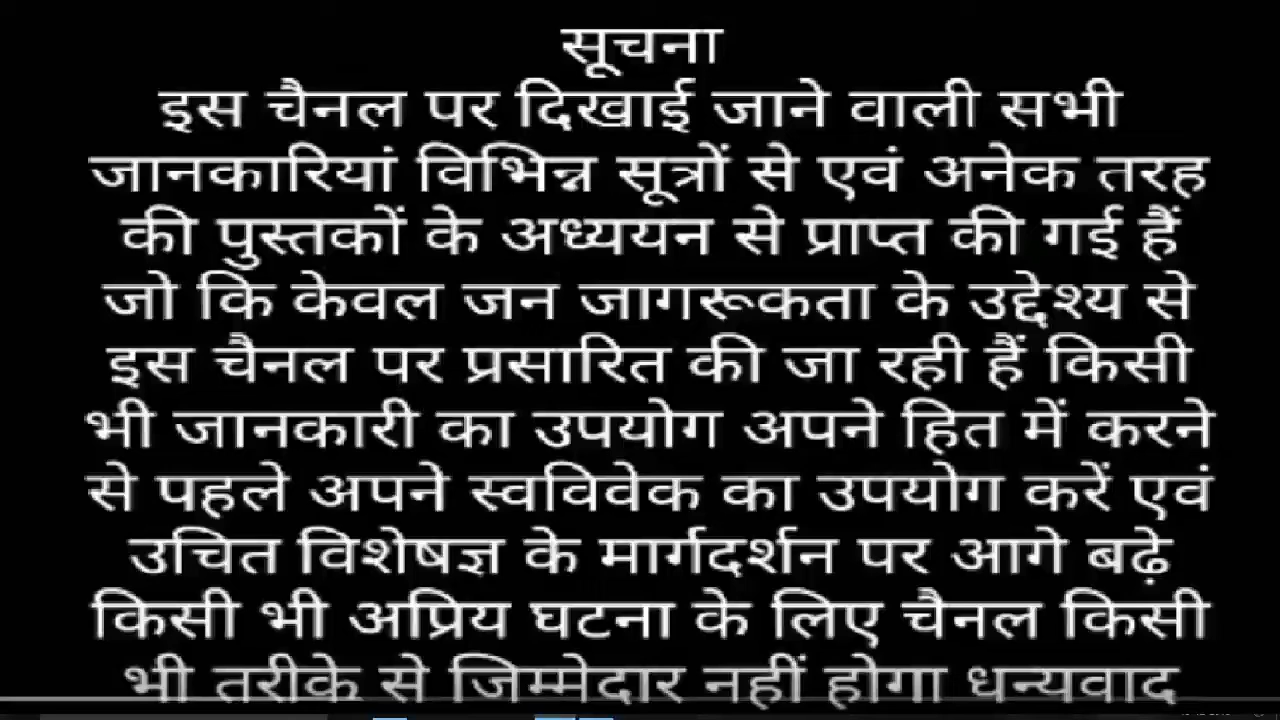 सूचना
इस चैनल पर दिखाई जाने वाली सभी
जानकारियां विभिन्न सूत्रों से एवं अनेक तरह
की पुस्तकों के अध्ययन से प्राप्त की गई हैं
जो कि केवल जन जागरूकता के उद्देश्य से
इस चैनल पर प्रसारित की जा रही हैं किसी
भी जानकारी का उपयोग अपने हित में करने
से पहले अपने स्वविवेक का उपयोग करें एवं
उचित विशेषज्ञ के मार्गदर्शन पर आगे बढ़े
किसी भी अप्रिय घटना के लिए चैनल किसी
भी तरीके से जिम्मेदार नहीं होगा धन्यवाद